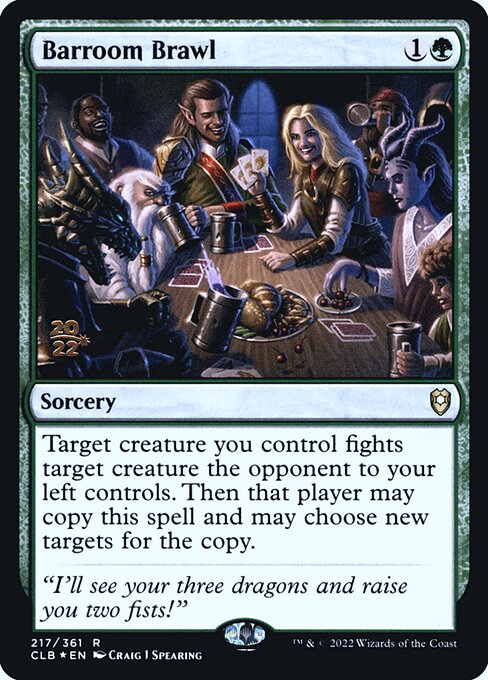 Barroom Brawl 1
20
22
Sorcery
Target creature you control fights
target creature the opponent to your
left controls. Then that player may
copy this spell and may choose new
targets for the copy.
"I'll see your three dragons and raise
you two fists!"
217/361 R
CLB ★ EN Craig J Spearing
™ & © 2022 Wizards of the Coast